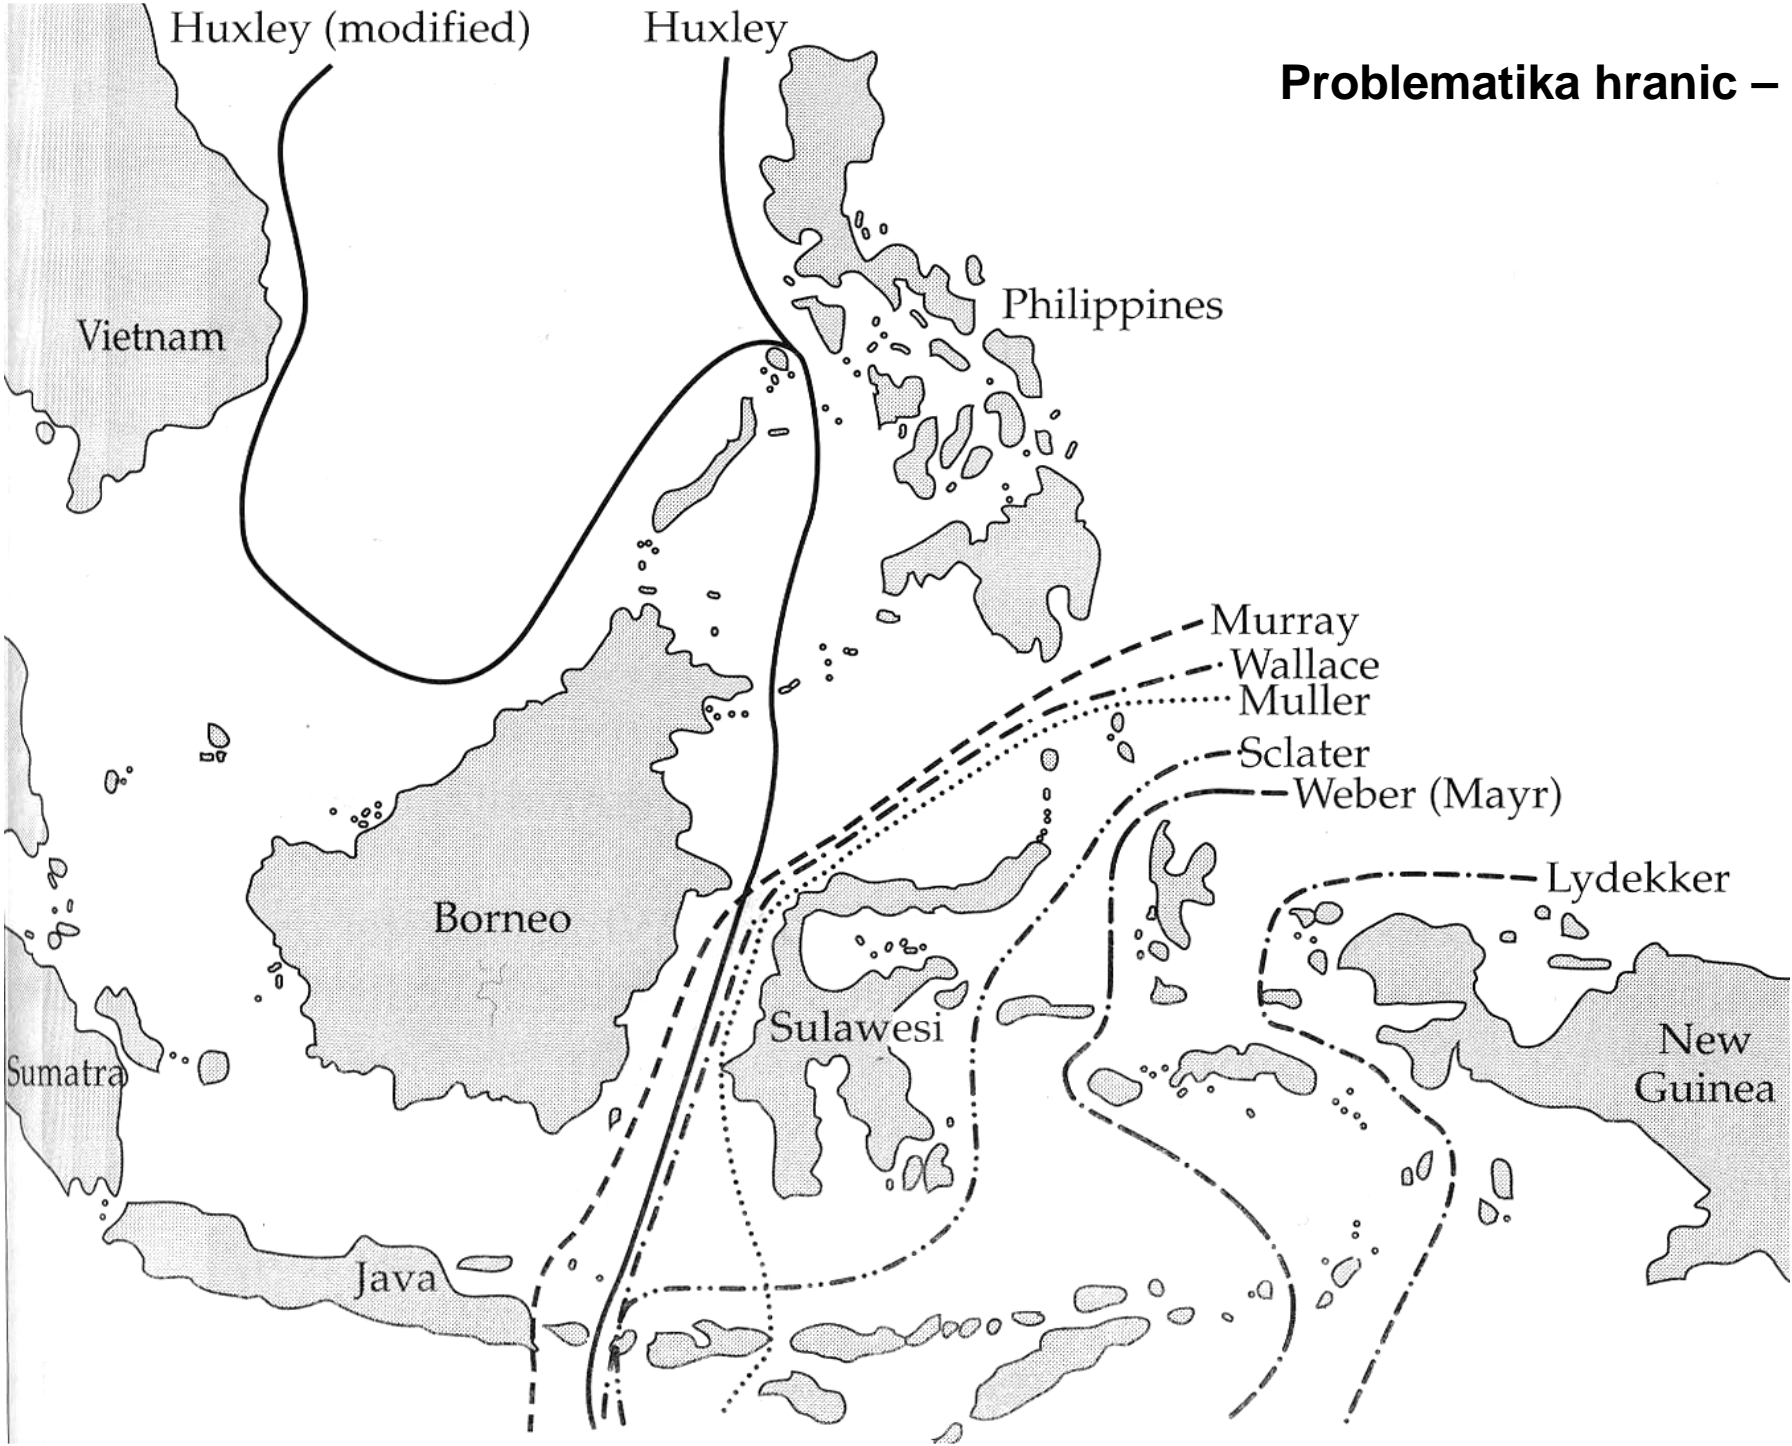 Huxley (modified)
Huxley
Problematika hranic –
Philippines
Vietnam
Murray
Wallace
Muller
Sclater
Weber (Mayr)
Lydekker
Borneo
Sulawesi
New
Guinea
Sumatra
Java